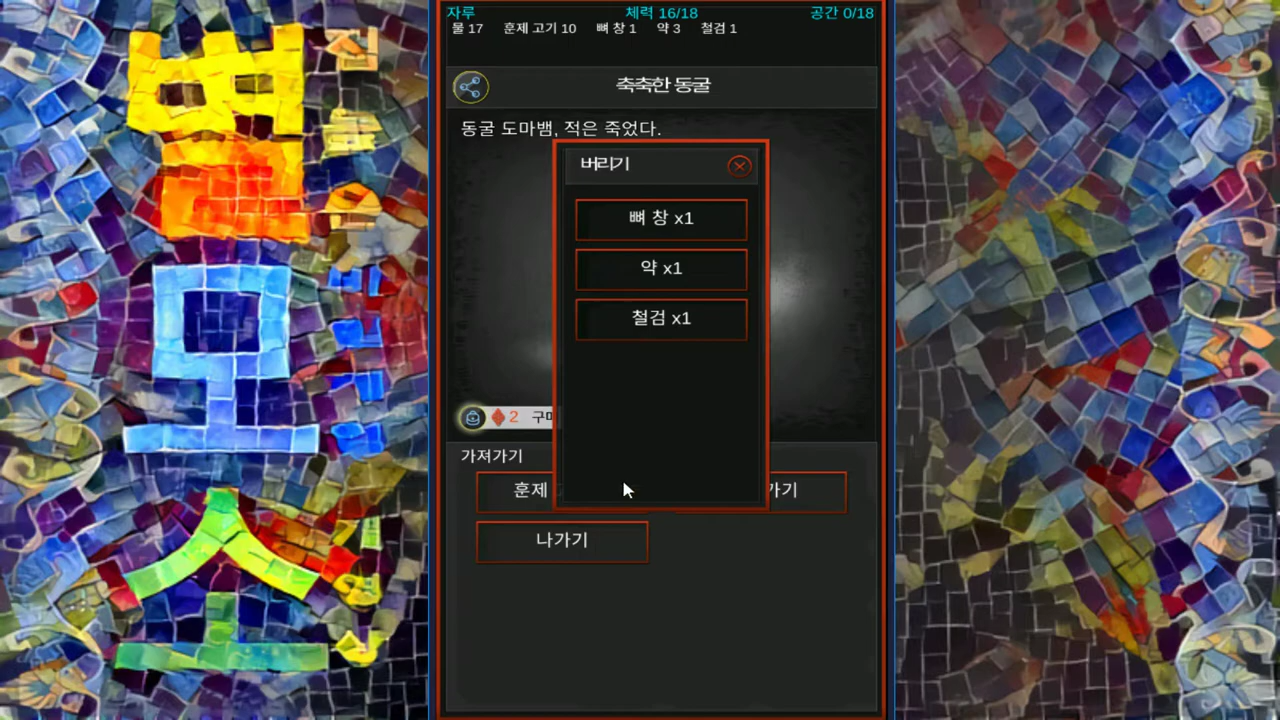 자루 체력 16/18 공간 0/18
물 17 훈제 고기 10 뼈 창 1 약 3 철검 1
축축한 동굴
동굴 도마뱀, 적은 죽었다.
버리기
뼈 창 x1
약 x1
철검 x1
2
가져가기
훈제 가기
나가기